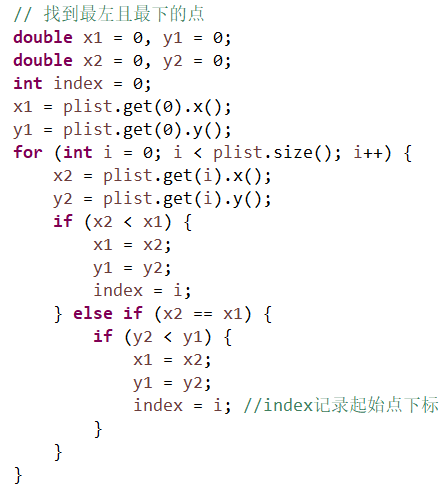 // 找到最左且最下的点
double x1 = 0, y1 = 0;
double x2 = 0, y2 = 0;
int index = 0;
x1 = plist.get(0).x();
y1 = plist.get(0).y();
for (int i = 0; i < plist.size(); i++) {
    x2 = plist.get(i).x();
    y2 = plist.get(i).y();
    if (x2 < x1) {
        x1 = x2;
        y1 = y2;
        index = i;
    } else if (x2 == x1) {
        if (y2 < y1) {
            x1 = x2;
            y1 = y2;
            index = i; //index记录起始点下标
        }
    }
}